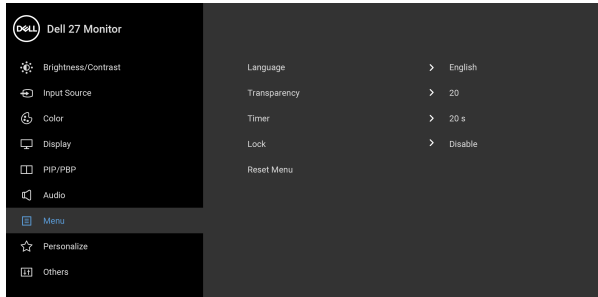 DELL Dell 27 Monitor
Brightness/Contrast
Language English
Input Source
Transparency 20
Color
Timer 20 s
Display
Lock Disable
PIP/PBP
Reset Menu
Audio
Menu
Personalize
Others